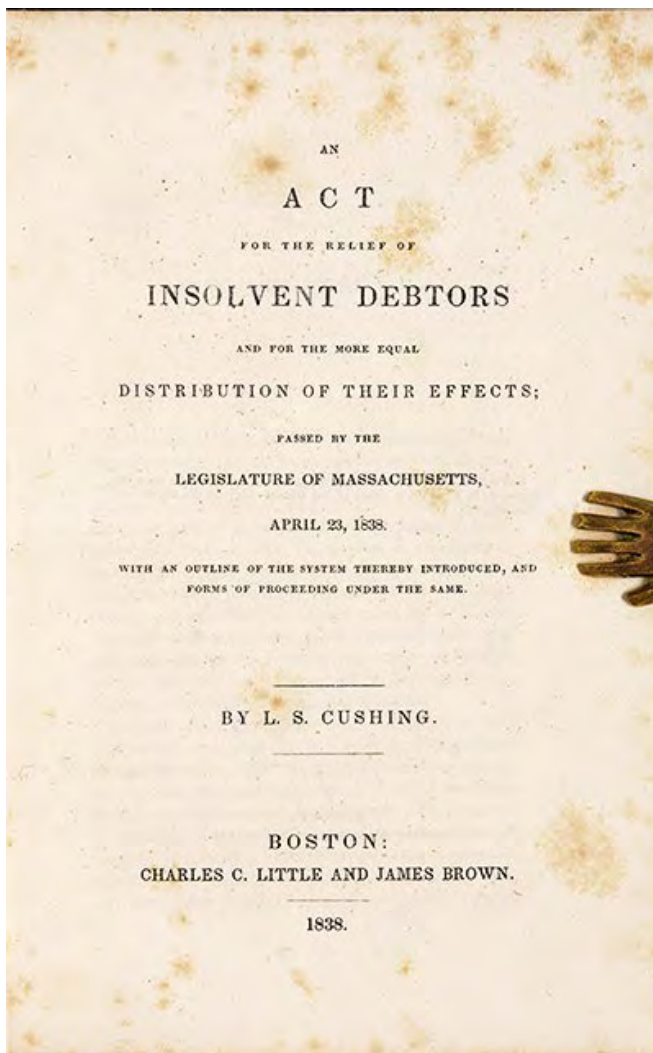 AN
ACT
FOR THE RELIEF OF
INSOLVENT DEBTORS
AND FOR THE MORE EQUAL
DISTRIBUTION OF THEIR EFFECTS;
PASSED BY THE
LEGISLATURE OF MASSACHUSETTS,
APRIL 23, 1838.
WITH AN OUTLINE OF THE SYSTEM THEREBY INTRODUCED, AND
FORMS OF PROCEEDING UNDER THE SAME.
BY L. S. CUSHING.
BOSTON:
CHARLES C. LITTLE AND JAMES BROWN.
1838.